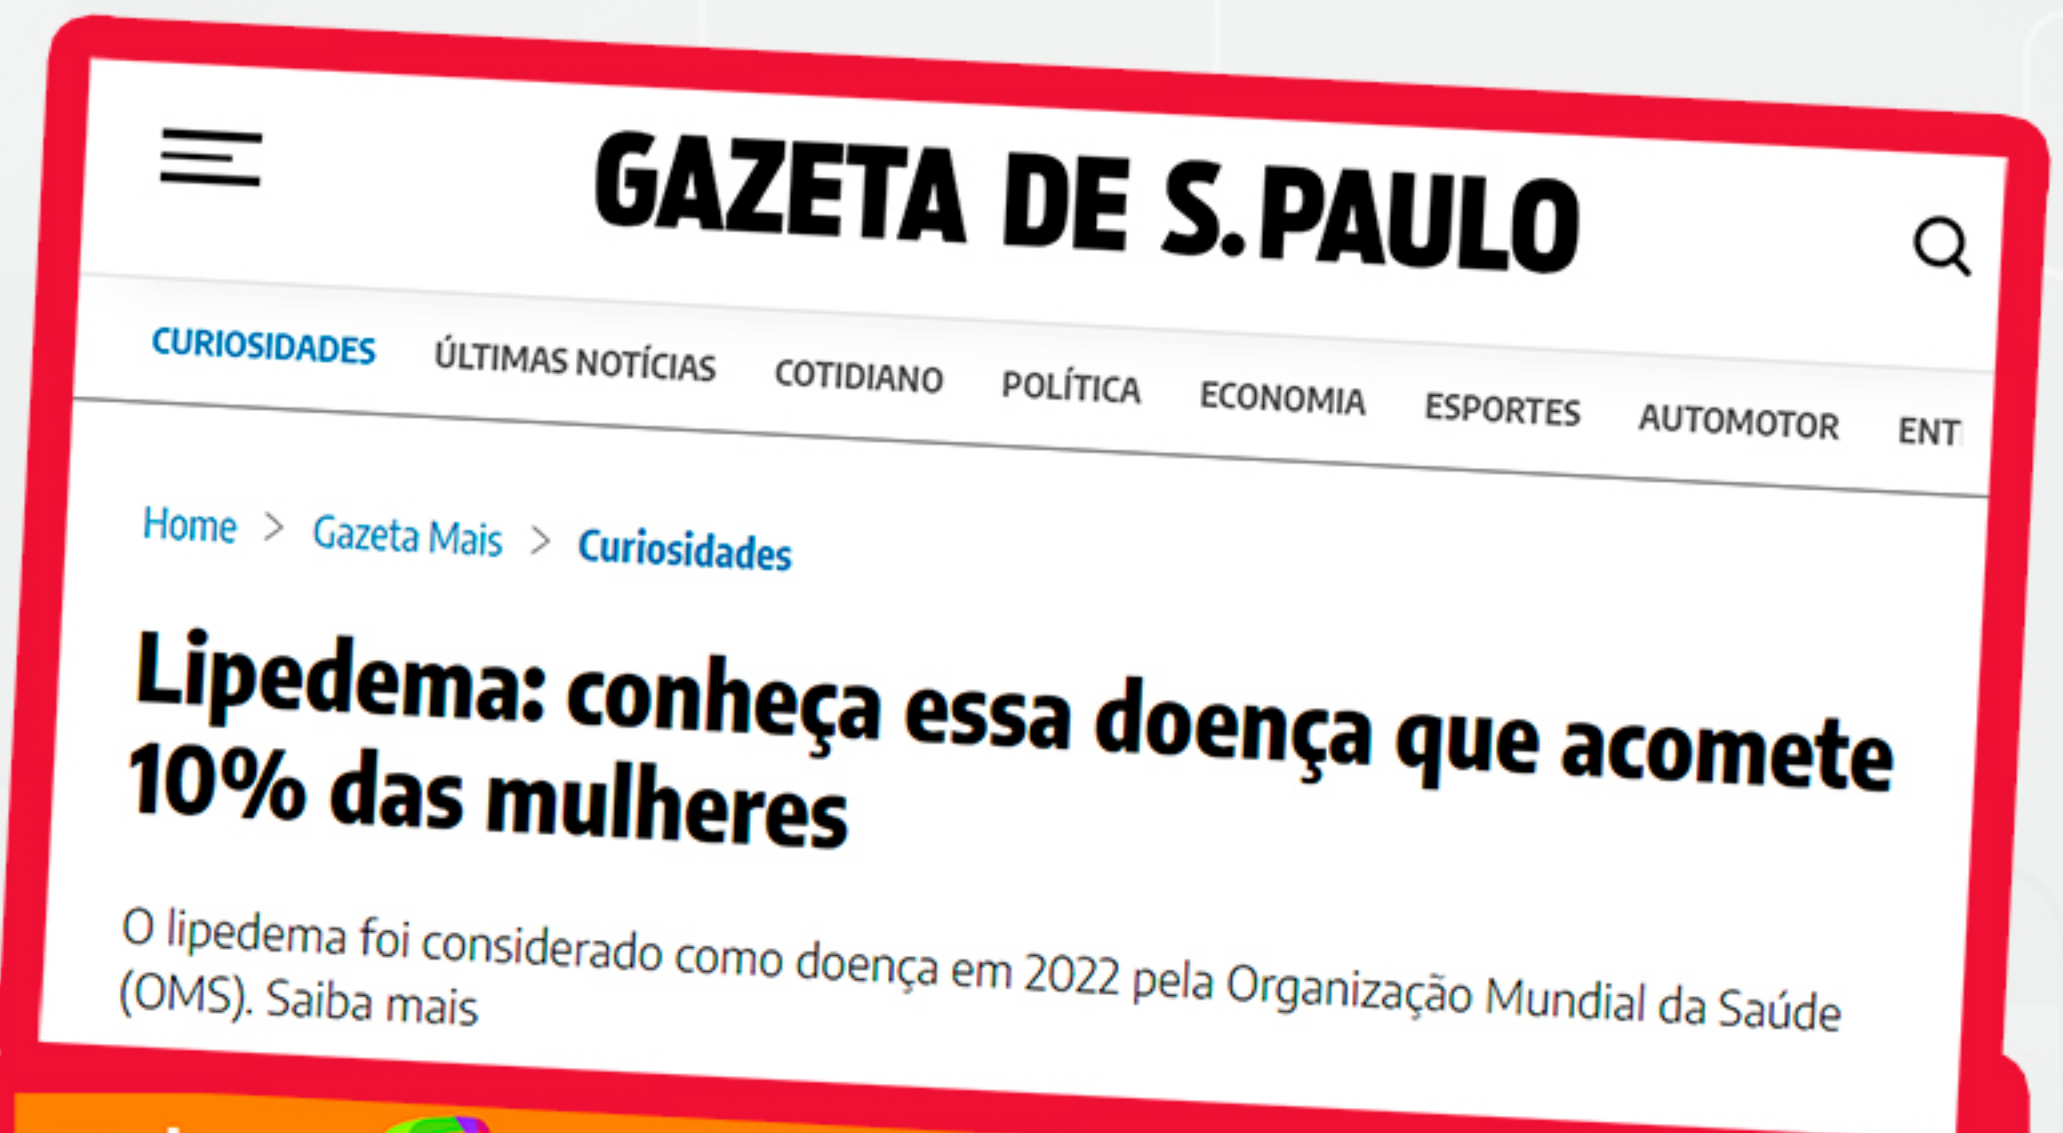 GAZETA DE S.PAULO
CURIOSIDADES ÚLTIMAS NOTÍCIAS COTIDIANO POLÍTICA ECONOMIA ESPORTES AUTOMOTOR ENT
Home > Gazeta Mais > Curiosidades
Lipedema: conheça essa doença que acomete
10% das mulheres
O lipedema foi considerado como doença em 2022 pela Organização Mundial da Saúde
(OMS). Saiba mais